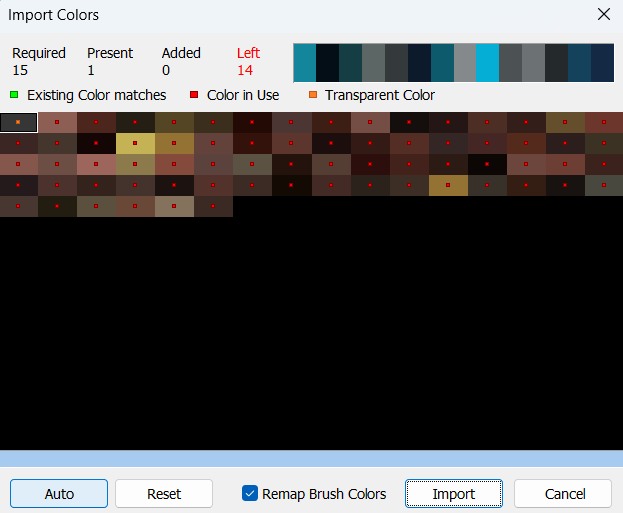 Import Colors
Required Present Added Left
15 1 0 14
Existing Color matches Color in Use Transparent Color
Auto Reset Remap Brush Colors Import Cancel